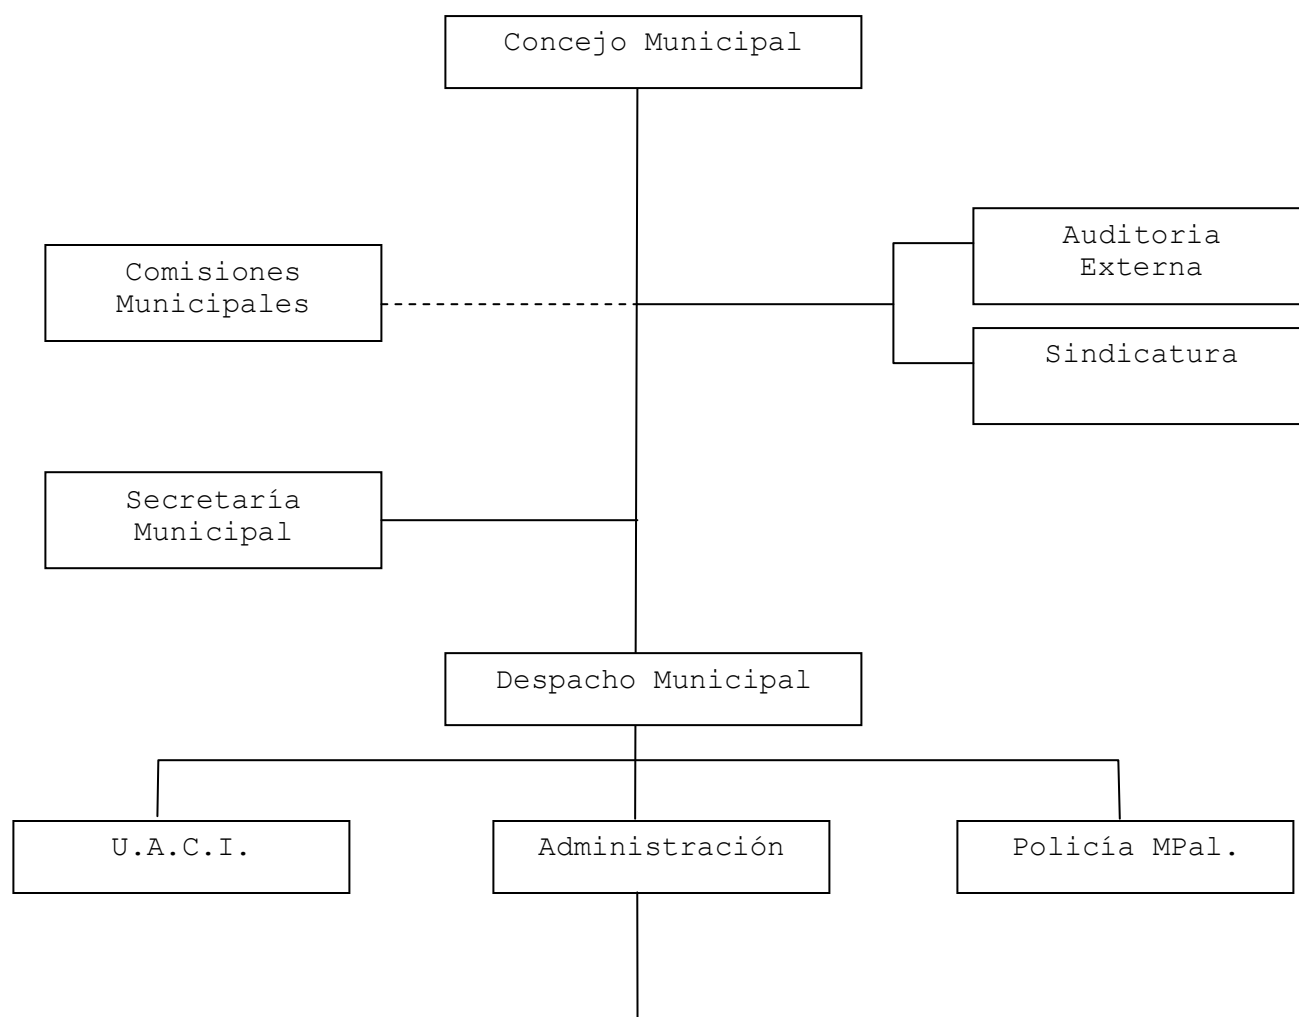 Concejo Municipal
Auditoria
Externa
Comisiones
Municipales
Sindicatura
Secretaría
Municipal
Despacho Municipal
U.A.C.I.
Administración
Policía MPal.